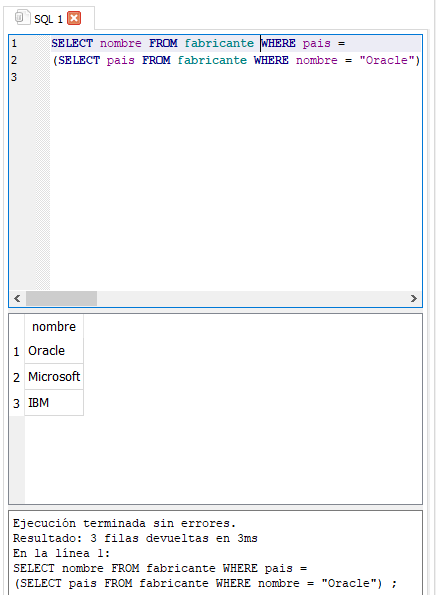 SQL 1
1 SELECT nombre FROM fabricante WHERE pais =
2 (SELECT pais FROM fabricante WHERE nombre = "Oracle")
3
nombre
1 Oracle
2 Microsoft
3 IBM
Ejecución terminada sin errores.
Resultado: 3 filas devueltas en 3ms
En la línea 1:
SELECT nombre FROM fabricante WHERE pais =
(SELECT pais FROM fabricante WHERE nombre = "Oracle") ;